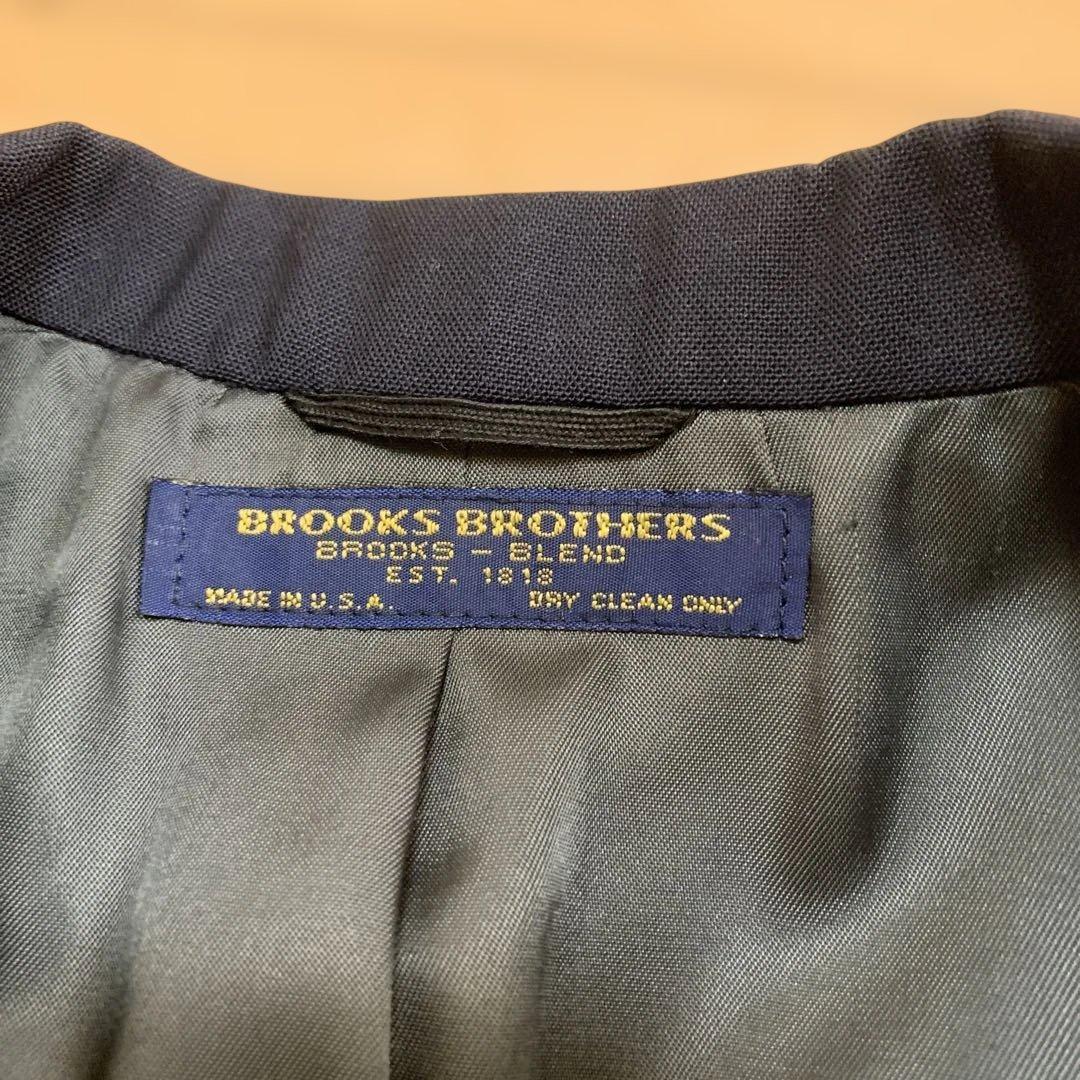 BROOKS BROTHERS
BROOKS - BLEND
EST. 1818
MADE IN U.S.A. DRY CLEAN ONLY